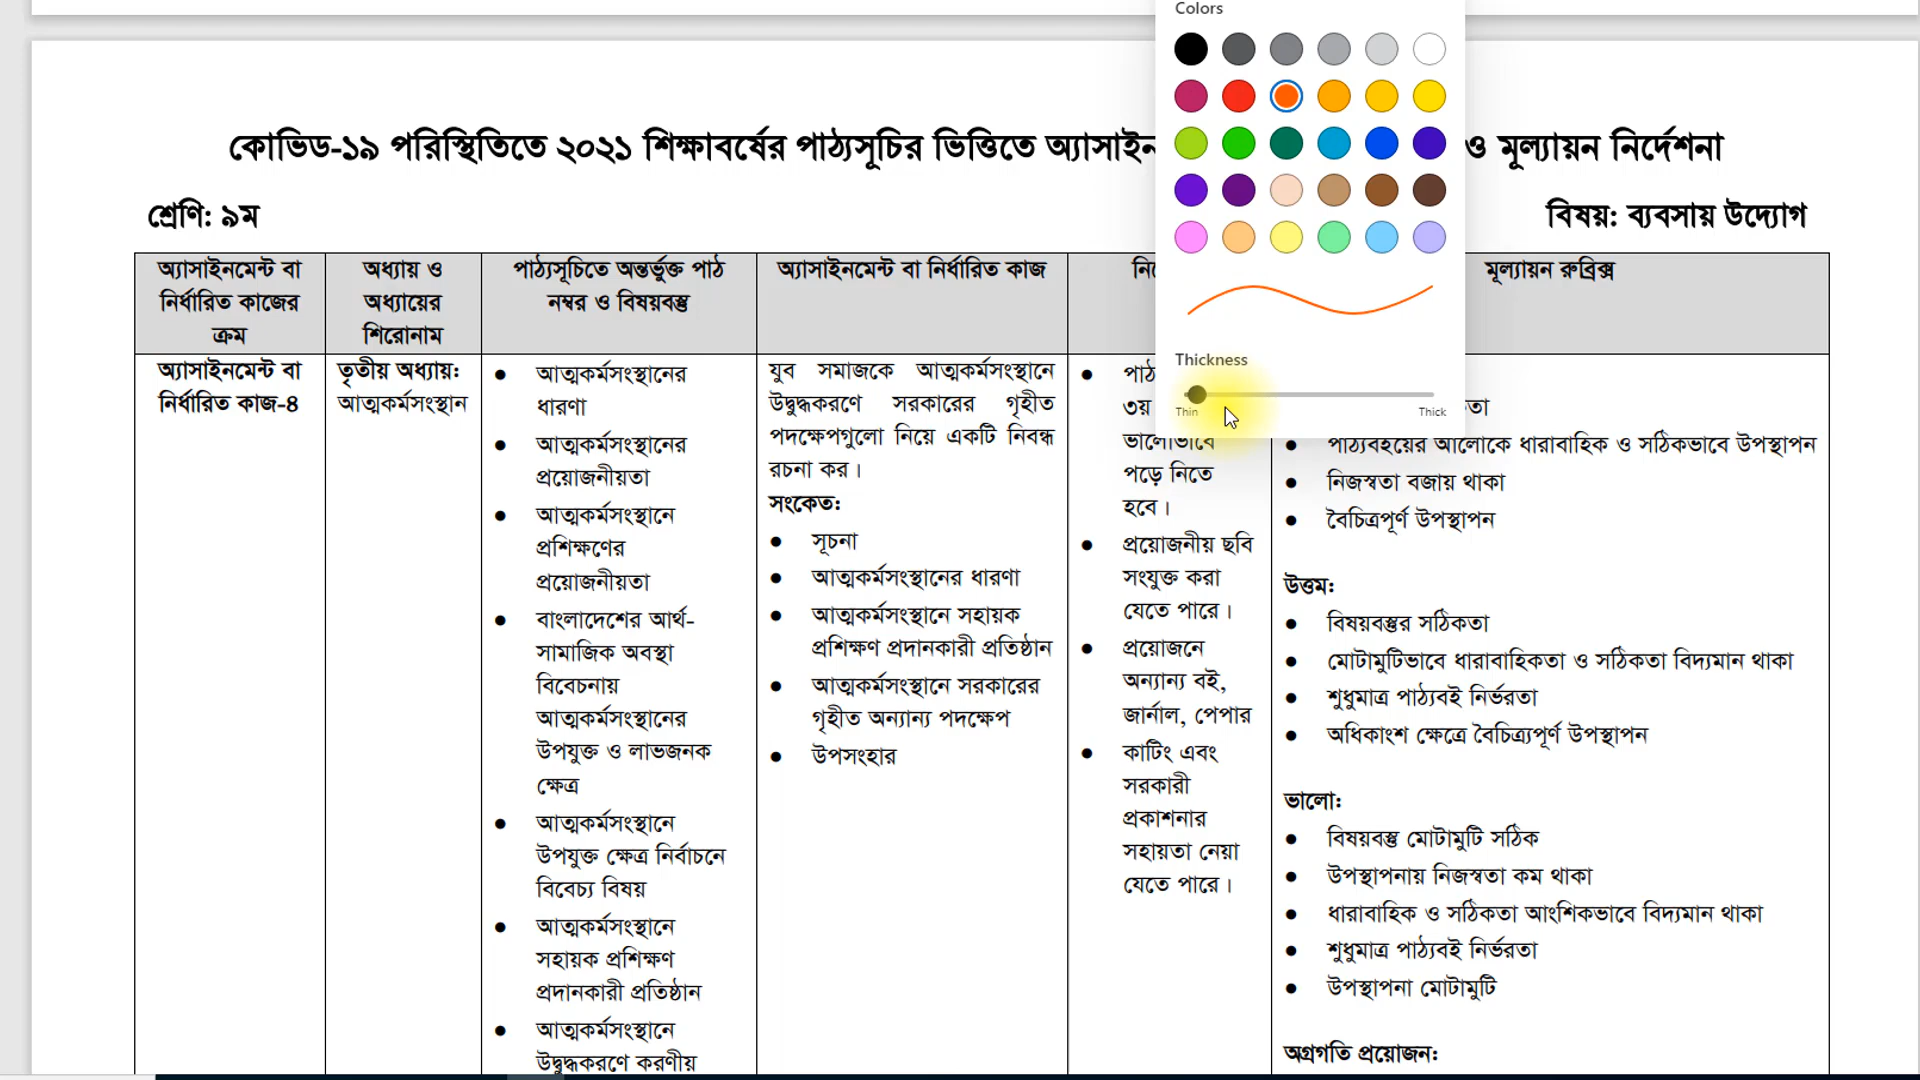 Colors
Thickness
Thin
Thick
কোভিড-১৯ পরিস্থিতিতে ২০২১ শিক্ষাবর্ষের পাঠ্যসূচির ভিত্তিতে
ও মূল্যায়ন নির্দেশনা
শ্রেণি: ৯ম
বিষয়: ব্যবসায় উদ্যোগ
অ্যাসাইনমেন্ট বা
নির্ধারিত কাজের
ক্রম
অধ্যায় ও
অধ্যায়ের
শিরোনাম
পাঠ্যসূচিতে অন্তর্ভুক্ত পাঠ
নম্বর ও বিষয়বস্তু
অ্যাসাইনমেন্ট বা নির্ধারিত কাজ
মূল্যায়ন রুব্রিক্স
অ্যাসাইনমেন্ট বা
নির্ধারিত কাজ-৪
তৃতীয় অধ্যায়:
আত্মকর্মসংস্থান
● আত্মকর্মসংস্থানের
ধারণা
● আত্মকর্মসংস্থানের
প্রয়োজনীয়তা
● আত্মকর্মসংস্থানে
প্রশিক্ষণের
প্রয়োজনীয়তা
● বাংলাদেশের আর্থ-
সামাজিক অবস্থা
বিবেচনায়
আত্মকর্মসংস্থানের
উপযুক্ত ও লাভজনক
ক্ষেত্র
● আত্মকর্মসংস্থানে
উপযুক্ত ক্ষেত্র নির্বাচনে
বিবেচ্য বিষয়
● আত্মকর্মসংস্থানে
সহায়ক প্রশিক্ষণ
প্রদানকারী প্রতিষ্ঠান
● আত্মকর্মসংস্থানে
উদ্বুদ্ধকরণে করণীয়
যুব সমাজকে আত্মকর্মসংস্থানে
উদ্বুদ্ধকরণে সরকারের গৃহীত
পদক্ষেপগুলো নিয়ে একটি নিবন্ধ
রচনা কর।
সংকেত:
● সূচনা
● আত্মকর্মসংস্থানের ধারণা
● আত্মকর্মসংস্থানে সহায়ক
প্রশিক্ষণ প্রদানকারী প্রতিষ্ঠান
● আত্মকর্মসংস্থানে সরকারের
গৃহীত অন্যান্য পদক্ষেপ
● উপসংহার
৩য়
ভালোভাবে
পড়ে নিতে
হবে।
● প্রয়োজনীয় ছবি
সংযুক্ত করা
যেতে পারে।
● প্রয়োজনে
অন্যান্য বই,
জার্নাল, পেপার
● কাটিং এবং
সরকারী
প্রকাশনার
সহায়তা নেয়া
যেতে পারে।
● পাঠ্যবইয়ের আলোকে ধারাবাহিক ও সঠিকভাবে উপস্থাপন
● নিজস্বতা বজায় থাকা
● বৈচিত্রপূর্ণ উপস্থাপন
উত্তম:
● বিষয়বস্তুর সঠিকতা
● মোটামুটিভাবে ধারাবাহিকতা ও সঠিকতা বিদ্যমান থাকা
● শুধুমাত্র পাঠ্যবই নির্ভরতা
● অধিকাংশ ক্ষেত্রে বৈচিত্র্যপূর্ণ উপস্থাপন
ভালো:
● বিষয়বস্তু মোটামুটি সঠিক
● উপস্থাপনায় নিজস্বতা কম থাকা
● ধারাবাহিক ও সঠিকতা আংশিকভাবে বিদ্যমান থাকা
● শুধুমাত্র পাঠ্যবই নির্ভরতা
● উপস্থাপনা মোটামুটি
অগ্রগতি প্রয়োজন: